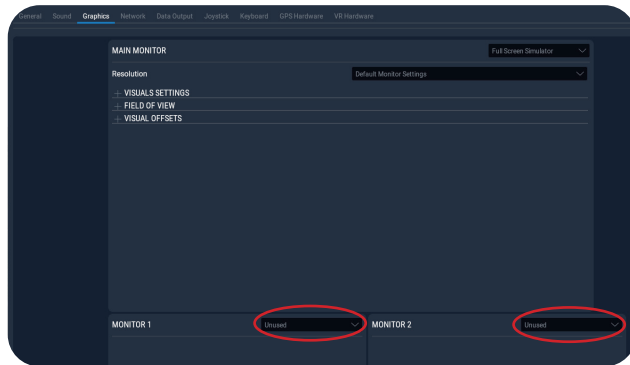 General Sound Graphics Network Data Output Joystick Keyboard GPS Hardware VR Hardware
MAIN MONITOR Full Screen Simulator
Resolution Default Monitor Settings
+ VISUALS SETTINGS
+ FIELD OF VIEW
+ VISUAL OFFSETS
MONITOR 1 Unused MONITOR 2 Unused